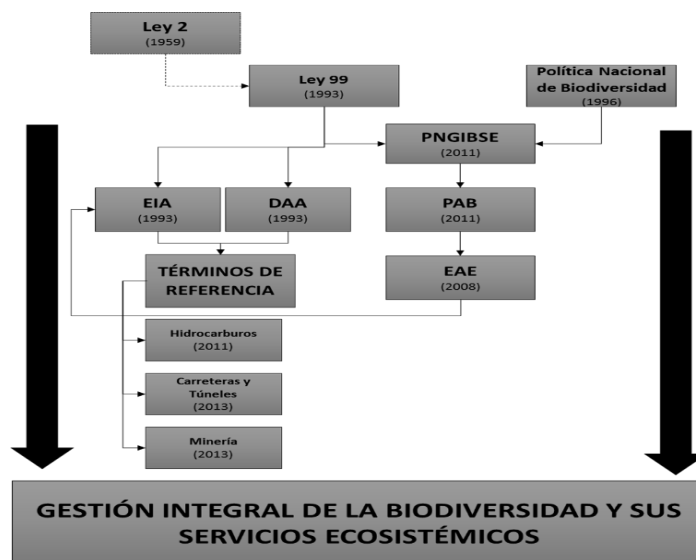 Ley 2
(1959)
Ley 99
(1993)
Política Nacional
de Biodiversidad
(1996)
PNGIBSE
(2011)
EIA
(1993)
DAA
(1993)
PAB
(2011)
TÉRMINOS DE
REFERENCIA
EAE
(2008)
Hidrocarburos
(2011)
Carreteras y
Túneles
(2013)
Minería
(2013)
GESTIÓN INTEGRAL DE LA BIODIVERSIDAD Y SUS
SERVICIOS ECOSISTÉMICOS